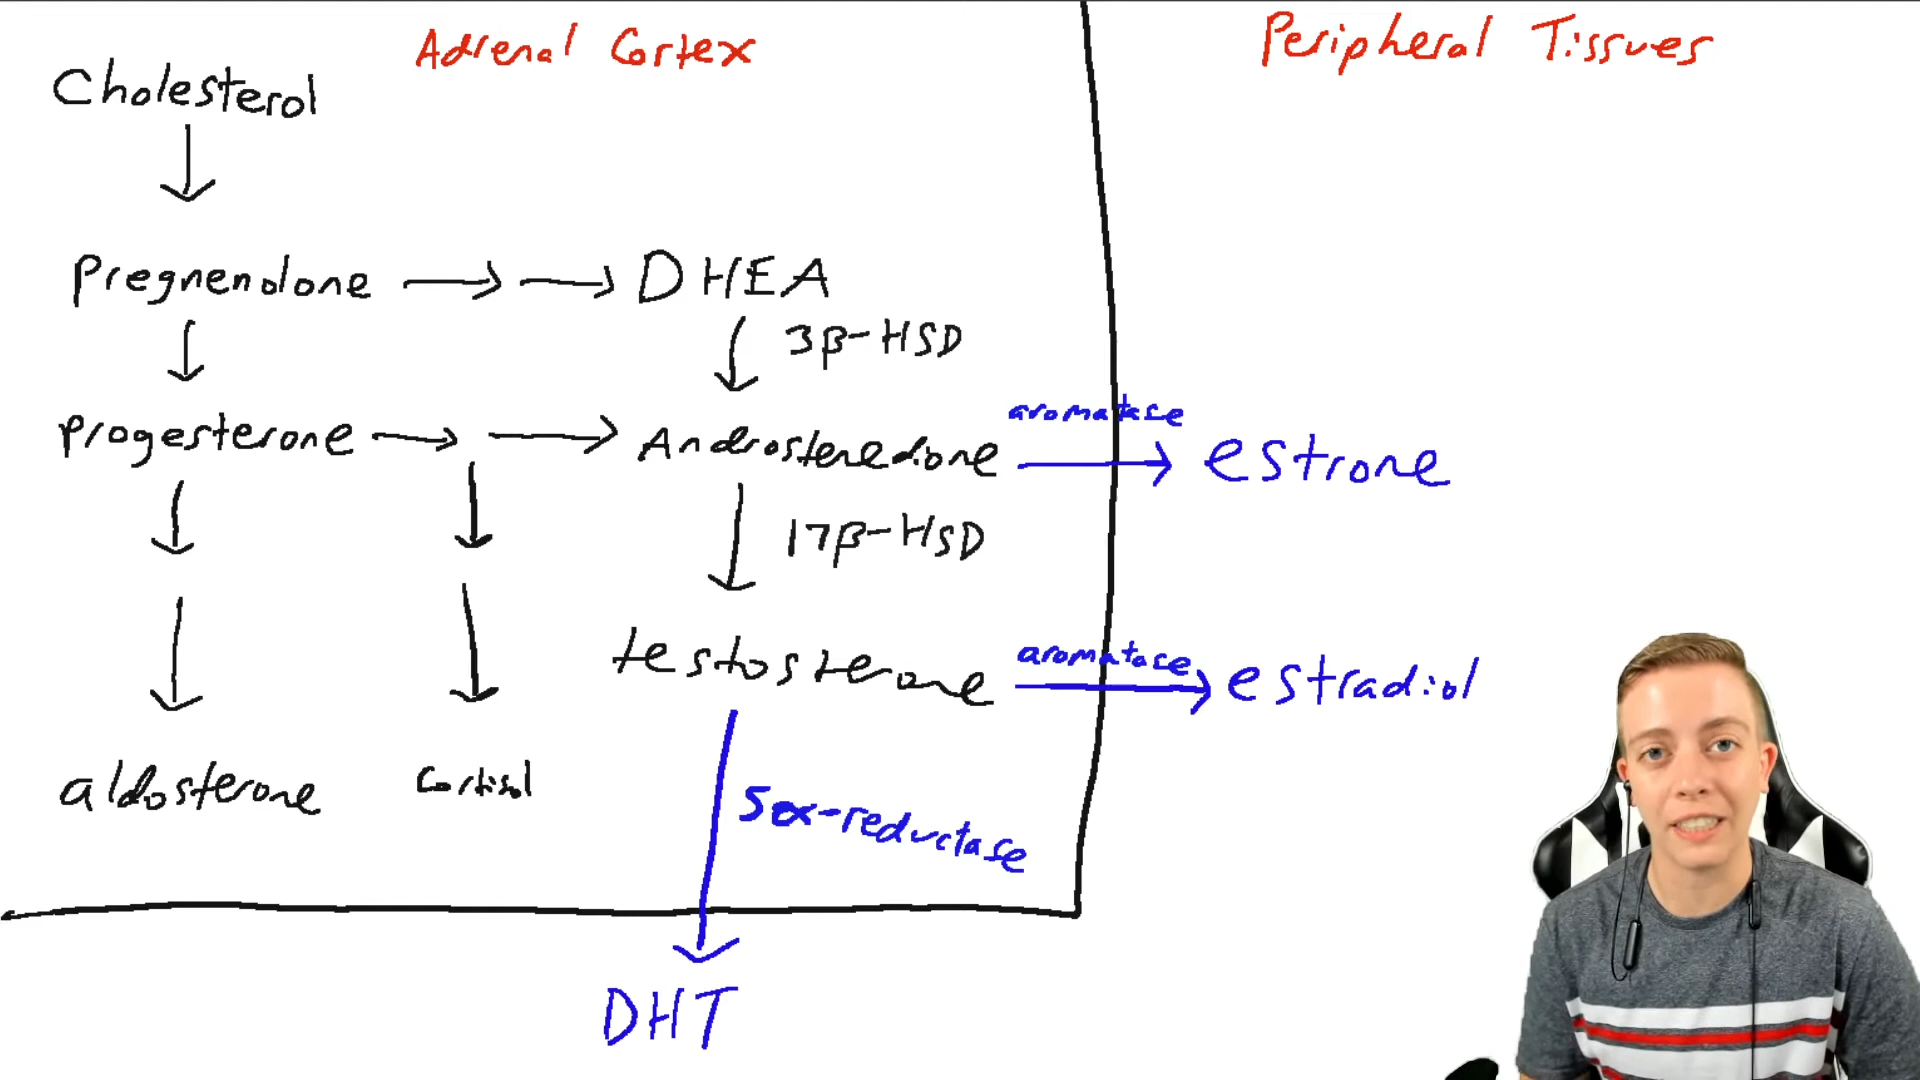 Adrenal Cortex
Peripheral Tissues
Cholesterol
Pregnenolone
DHEA
3β-HSD
Progesterone
Androstenedione
aromatase
estrone
17β-HSD
testosterone
aromatase
estradiol
aldosterone
Cortisol
5α-reductase
DHT